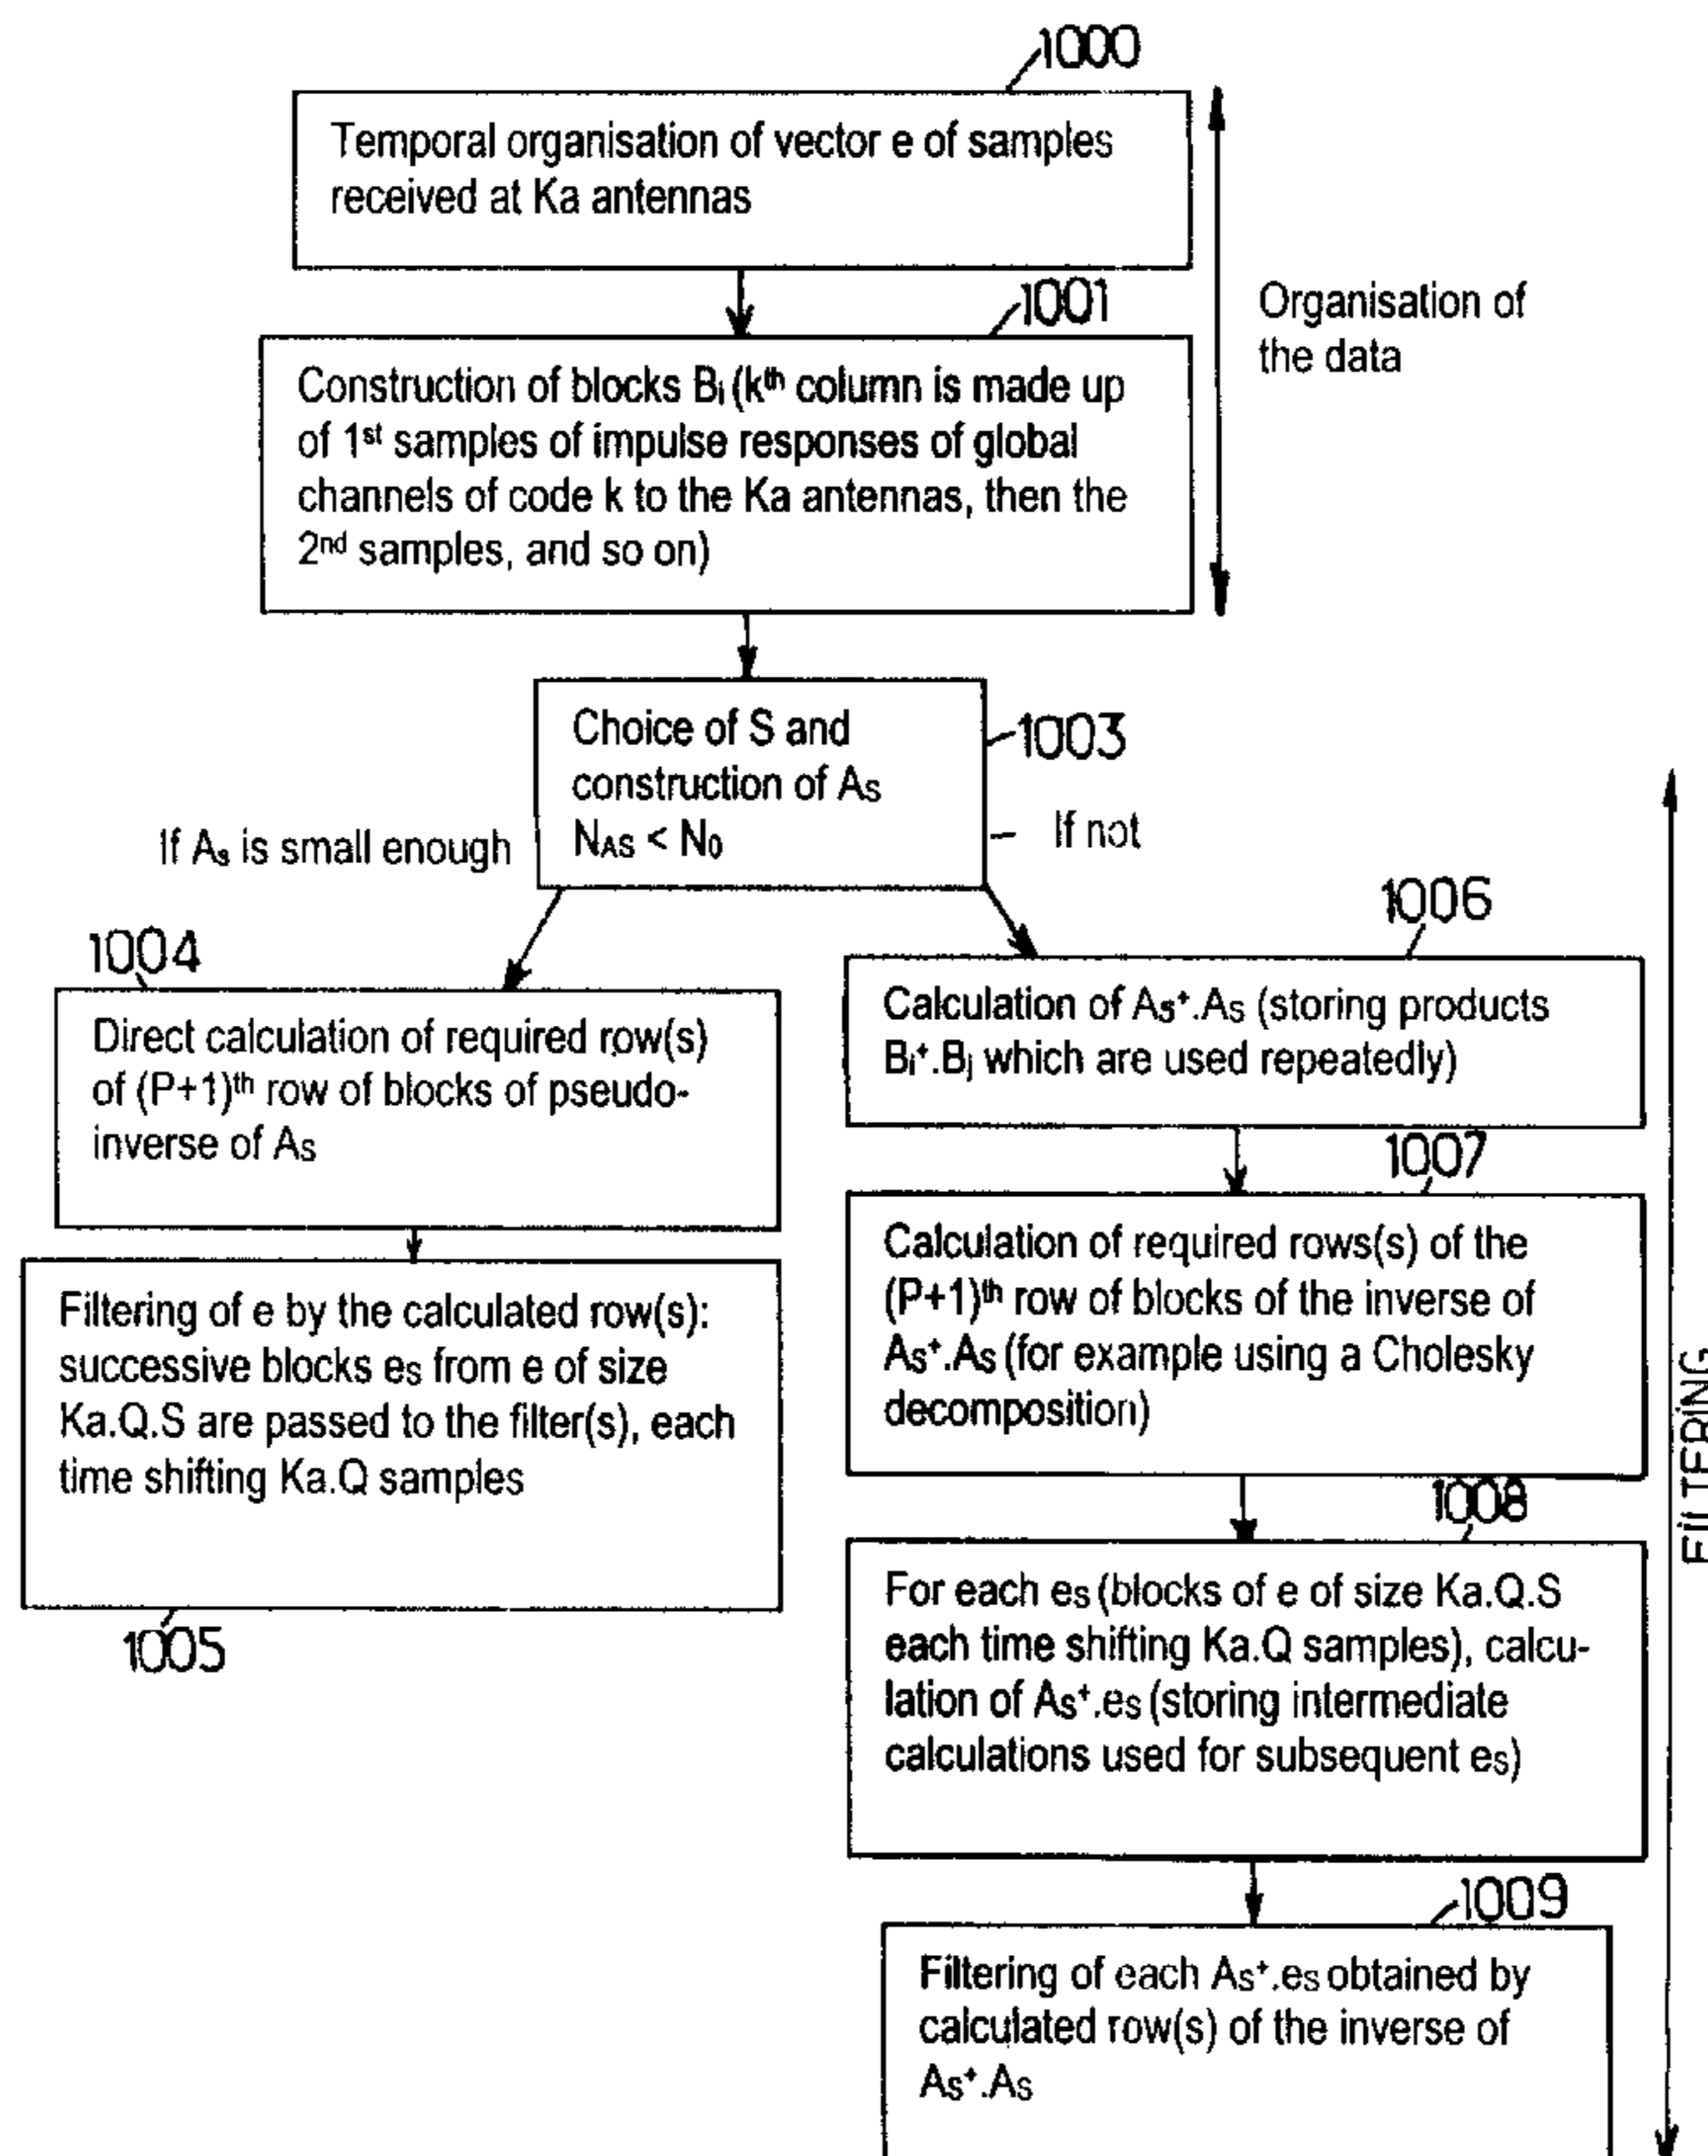 1000
Temporal organisation of vector e of samples
received at Ka antennas
1001
Organisation of
the data
Construction of blocks Bi (kth column is made up
of 1st samples of impulse responses of global
channels of code k to the Ka antennas, then the
2nd samples, and so on)
Choice of S and
construction of As
NAS < N0
1003
If As is small enough
If not
1004
Direct calculation of required row(s)
of (P+1)th row of blocks of pseudo-
inverse of As
Filtering of e by the calculated row(s):
successive blocks es from e of size
Ka.Q.S are passed to the filter(s), each
time shifting Ka.Q samples
1005
1006
Calculation of As+.As (storing products
Bi+.Bj which are used repeatedly)
1007
Calculation of required rows(s) of the
(P+1)th row of blocks of the inverse of
As+.As (for example using a Cholesky
decomposition)
1008
For each es (blocks of e of size Ka.Q.S
each time shifting Ka.Q samples), calcu-
lation of As+.es (storing intermediate
calculations used for subsequent es)
1009
Filtering of each As+.es obtained by
calculated row(s) of the inverse of
As+.As
FILTERING